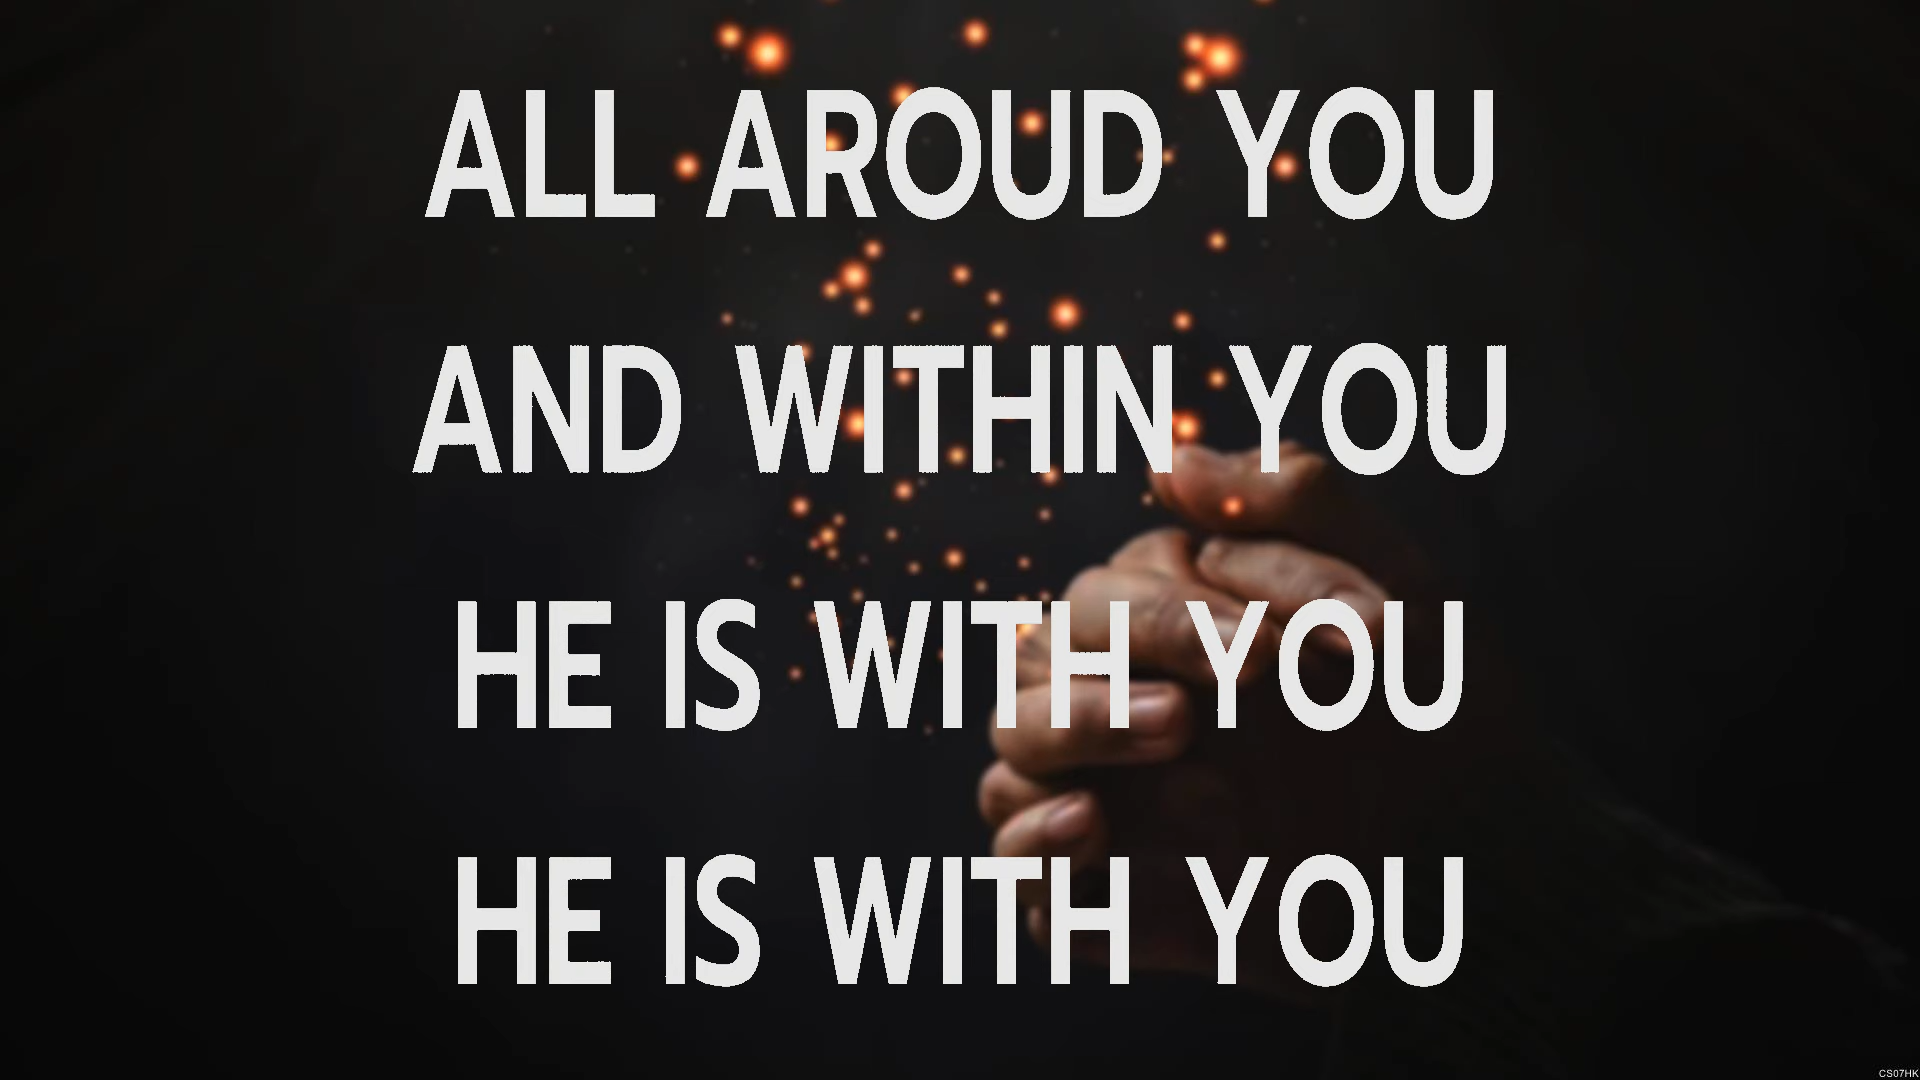 ALL AROUD YOU
AND WITHIN YOU
HE IS WITH YOU
HE IS WITH YOU
CS07HK